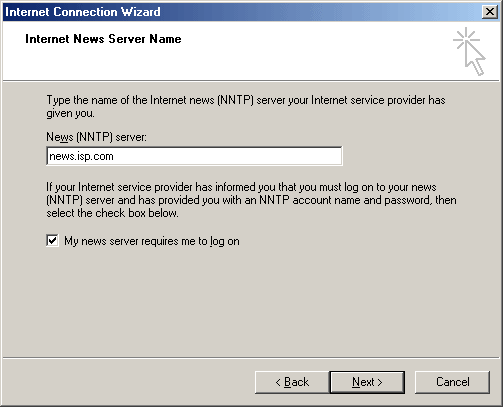 Internet Connection Wizard
Internet News Server Name
Type the name of the Internet news (NNTP) server your Internet service provider has
given you.
News (NNTP) server:
news.isp.com
If your Internet service provider has informed you that you must log on to your news
(NNTP) server and has provided you with an NNTP account name and password, then
select the check box below.
My news server requires me to log on
< Back Next > Cancel